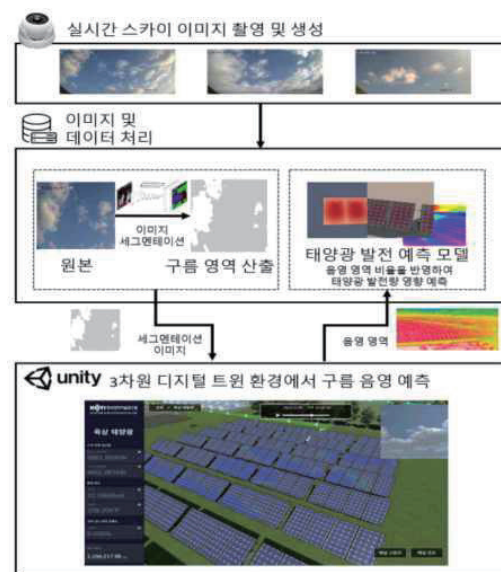 실시간 스카이 이미지 촬영 및 생성
이미지 및
데이터 처리
이미지
세그멘테이션
원본
구름 영역 산출
태양광 발전 예측 모델
음영 영역 비율을 반영하여
태양광 발전량 영향 예측
세그멘테이션
이미지
음영 영역
unity 3차원 디지털 트윈 환경에서 구름 음영 예측
옥상 태양광